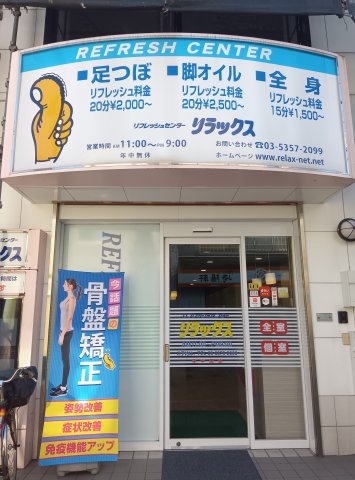 REFRESH CENTER
■足つぼ
リフレッシュ料金
20分¥2,000〜
■脚オイル
リフレッシュ料金
20分¥2,500〜
■全身
リフレッシュ料金
15分¥1,500〜
リフレッシュセンター リラックス
営業時間 AM11:00〜PM9:00
年中無休
お問い合わせ ☎03-5357-2099
ホームページ www.relax-net.net
今話題の
骨盤矯正
姿勢改善
症状改善
免疫機能アップ
REF
リラックス
全室
個室